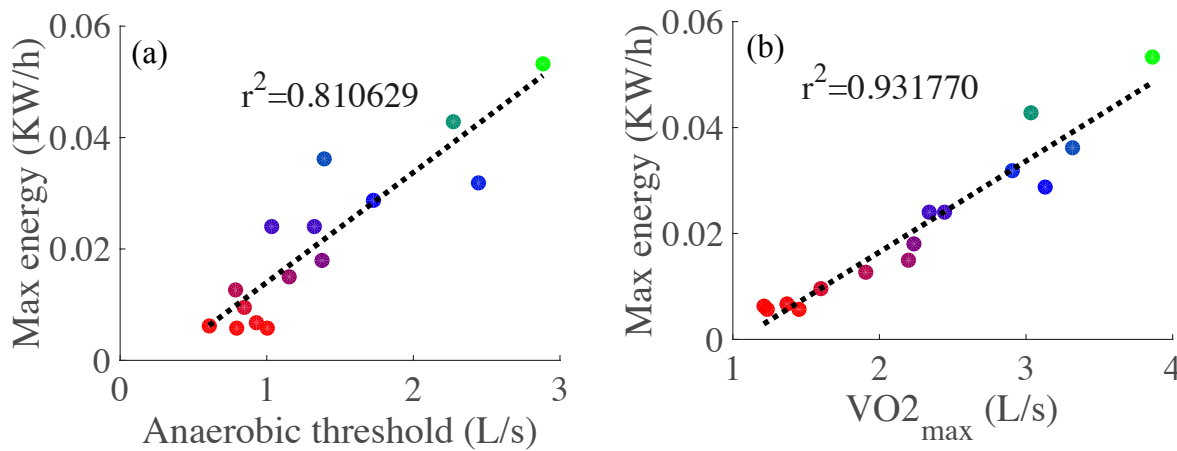 (a)
r²=0.810629
Max energy (KW/h)
0.06
0.04
0.02
0
0 1 2 3
Anaerobic threshold (L/s)
(b)
r²=0.931770
Max energy (KW/h)
0.06
0.04
0.02
0
1 2 3 4
VO2max (L/s)